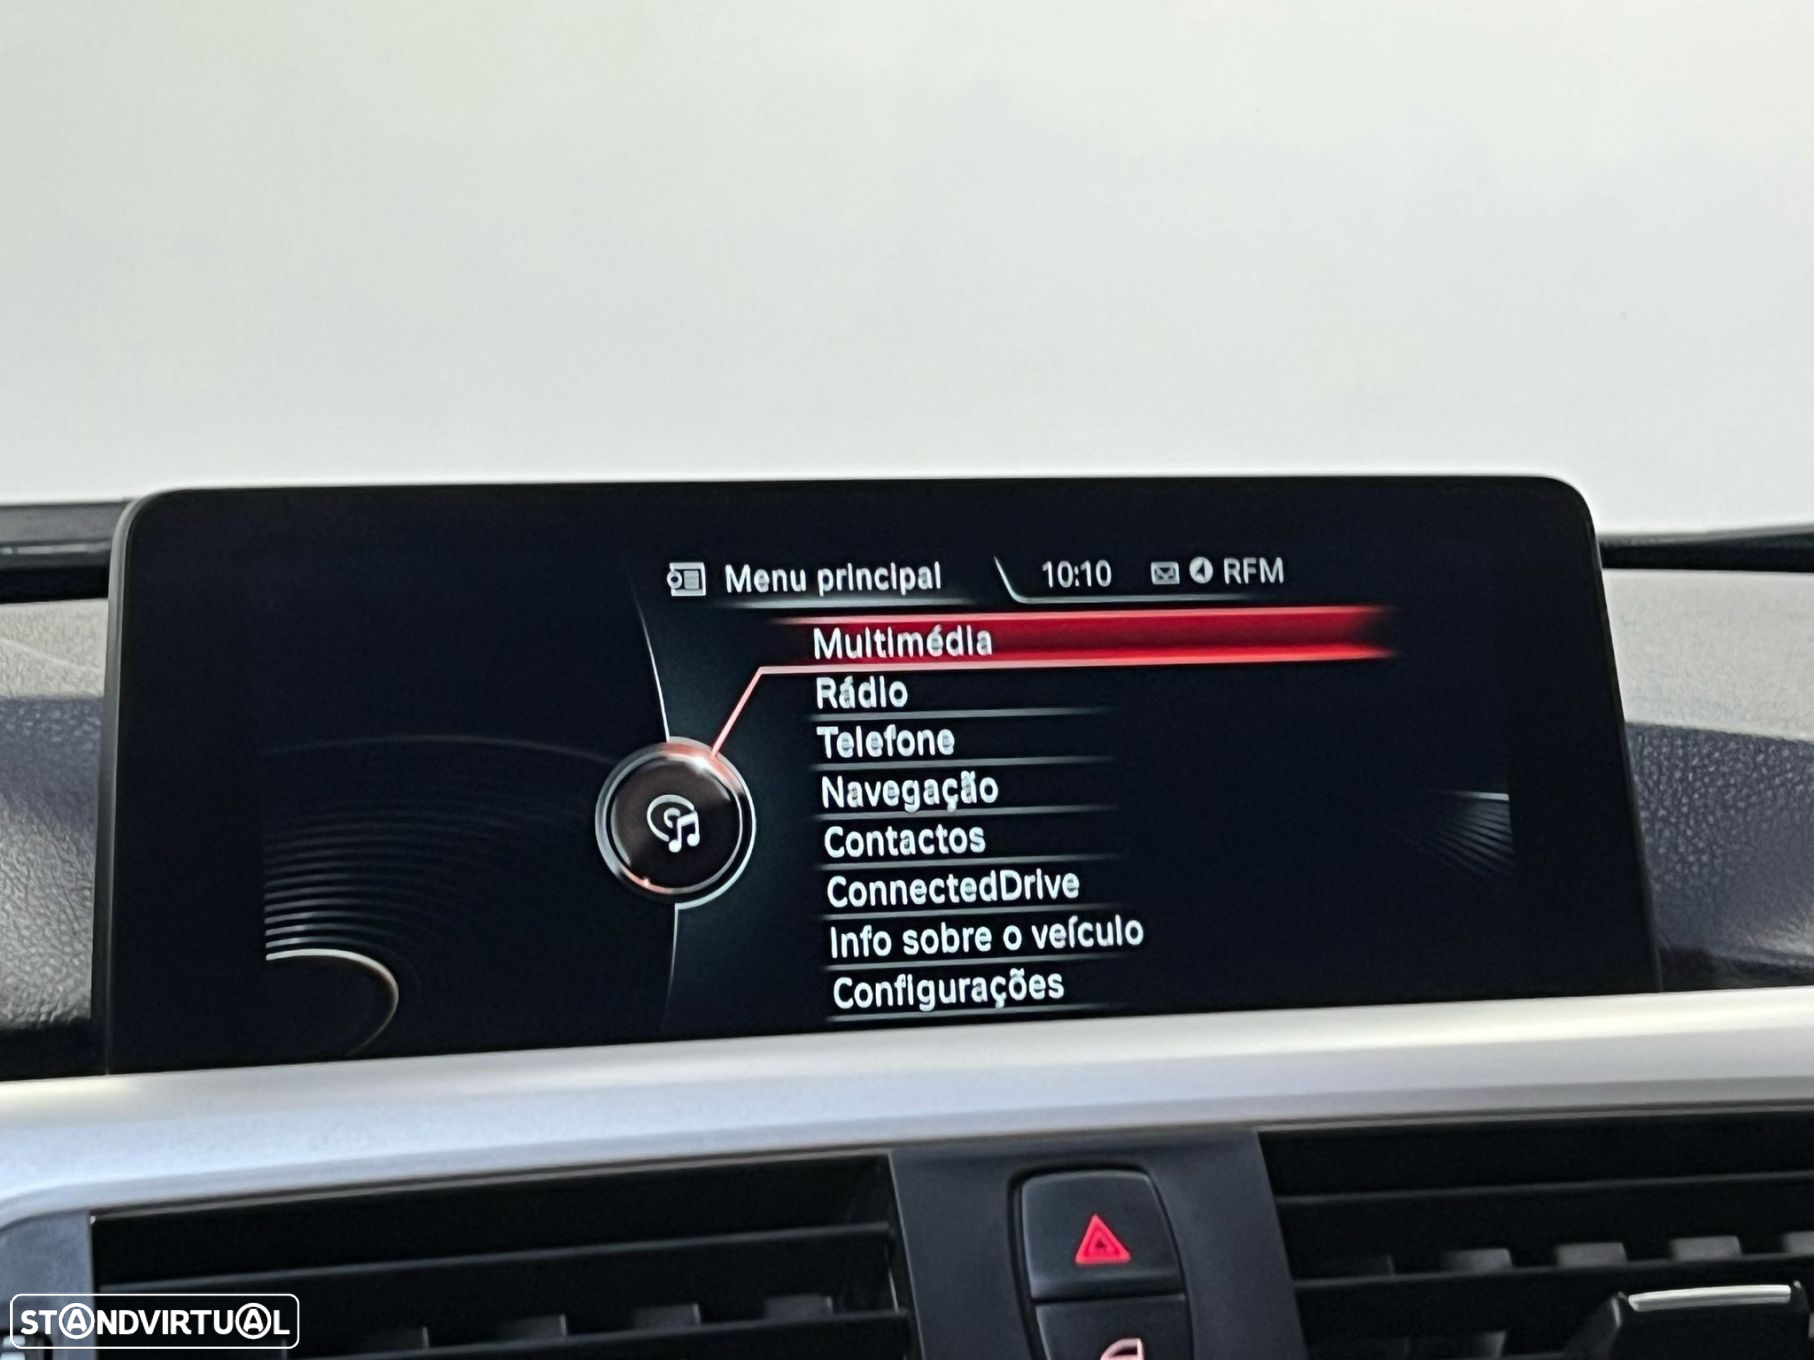 Menu principal
10:10 RFM
Multimédia
Rádio
Telefone
Navegação
Contactos
ConnectedDrive
Info sobre o veículo
Configurações
STANDVIRTUAL